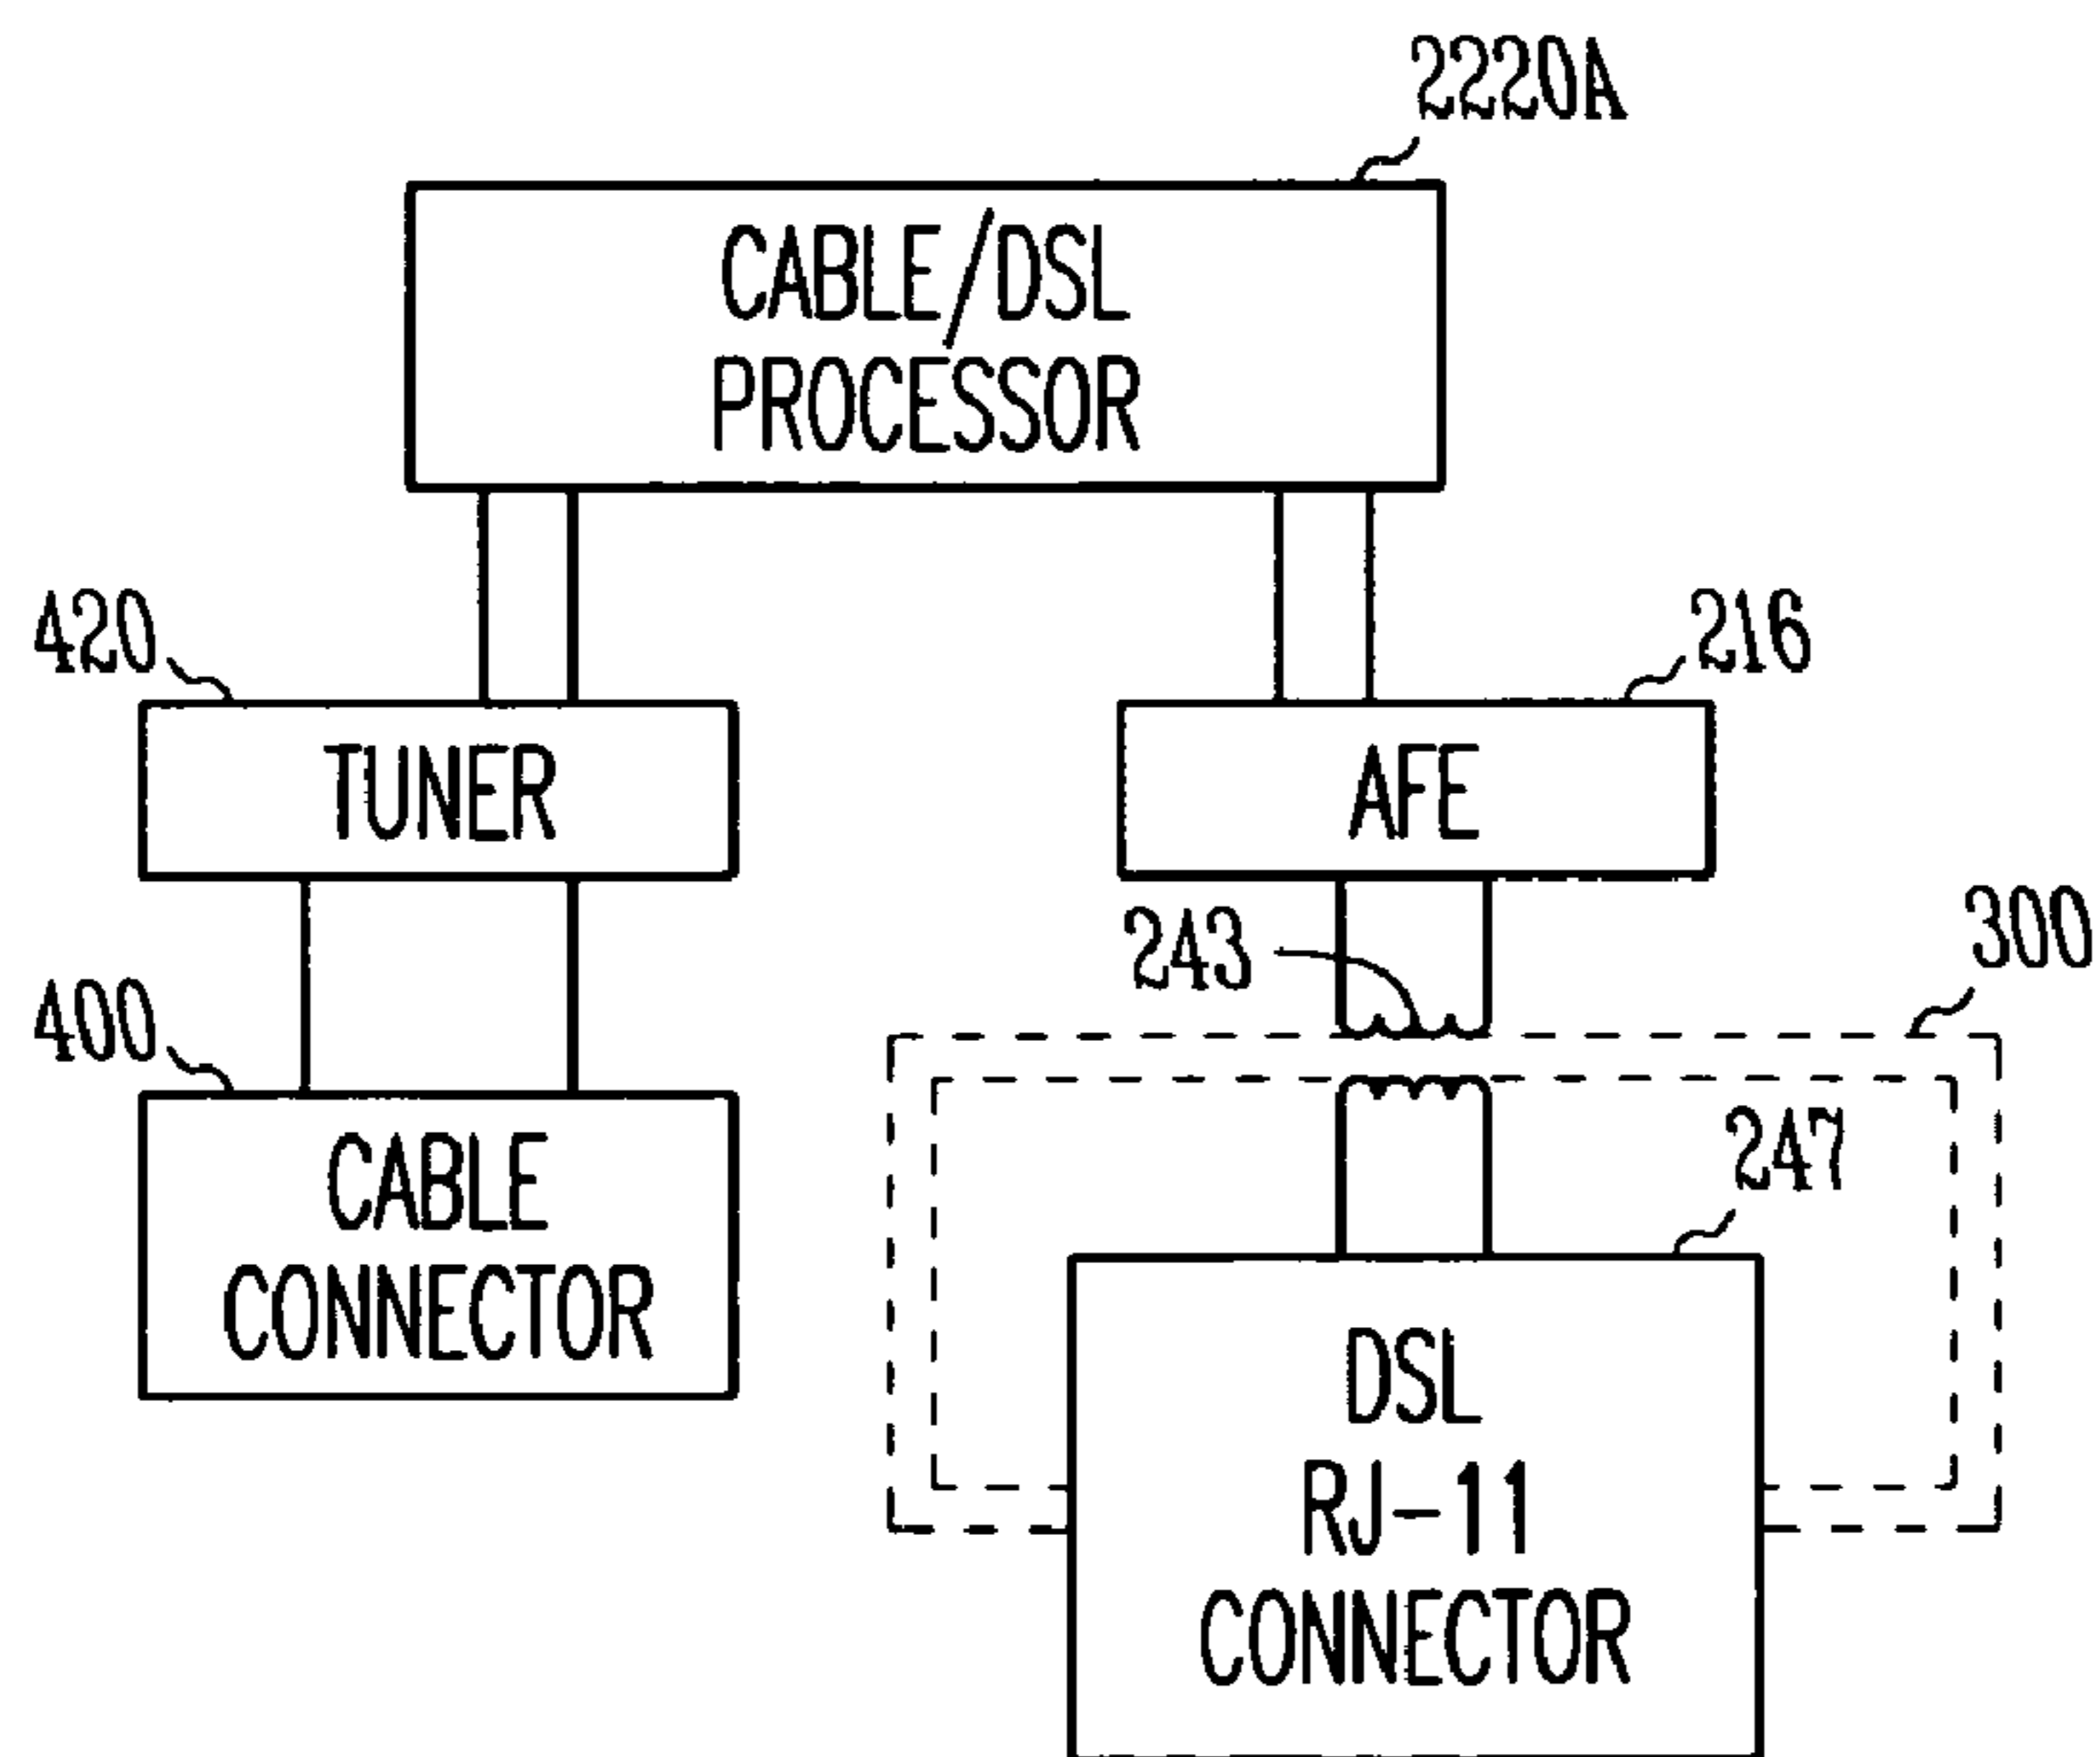 2220A
CABLE/DSL
PROCESSOR
420
216
TUNER
AFE
300
243
400
247
CABLE
CONNECTOR
DSL
RJ-11
CONNECTOR